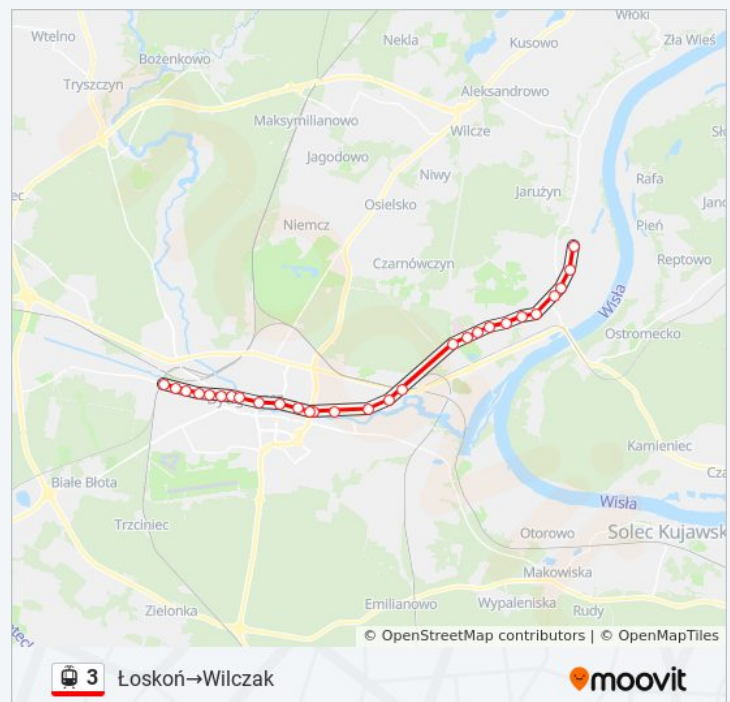 Włóki
Wtelno
Nekla
Kusowo
Zła Wieś
Bożenkowo
Tryszczyn
Aleksandrowo
Maksymilianowo
Wilcze
Jagodowo
Niwy
Rafa
Jarużyn
Osielsko
Pień
Niemcz
Reptowo
Czarnówczyn
Wisła
Ostromecko
Kamieniec
Białe Błota
Wisła
Trzciniec
Otorowo
Solec Kujawsk
Makowiska
Emilianowo
Wypaleniska
Rudy
Zielonka
© OpenStreetMap contributors | © OpenMapTiles
3 Łoskoń→Wilczak
moovit